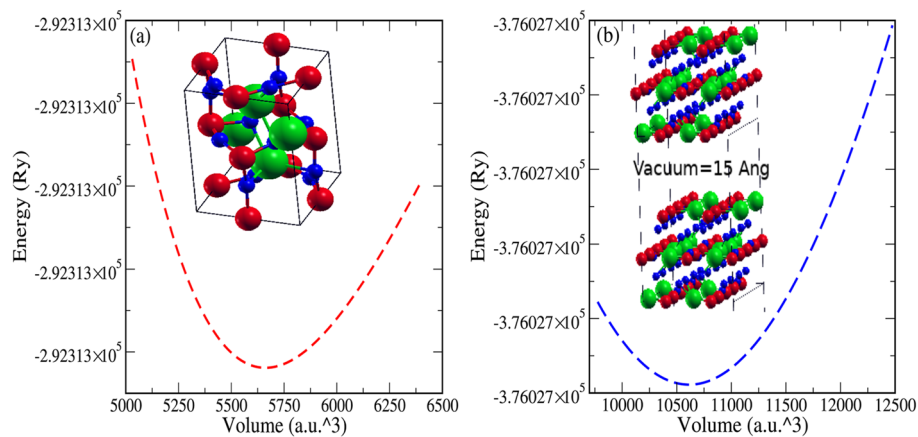 (a)
Energy (Ry)
-2.92313×10^5
-2.92313×10^5
-2.92313×10^5
-2.92313×10^5
-2.92313×10^5
5000 5250 5500 5750 6000 6250 6500
Volume (a.u.^3)
(b)
Energy (Ry)
-3.76027×10^5
-3.76027×10^5
-3.76027×10^5
-3.76027×10^5
-3.76027×10^5
-3.76027×10^5
Vacuum=15 Ang
10000 10500 11000 11500 12000 12500
Volume (a.u.^3)